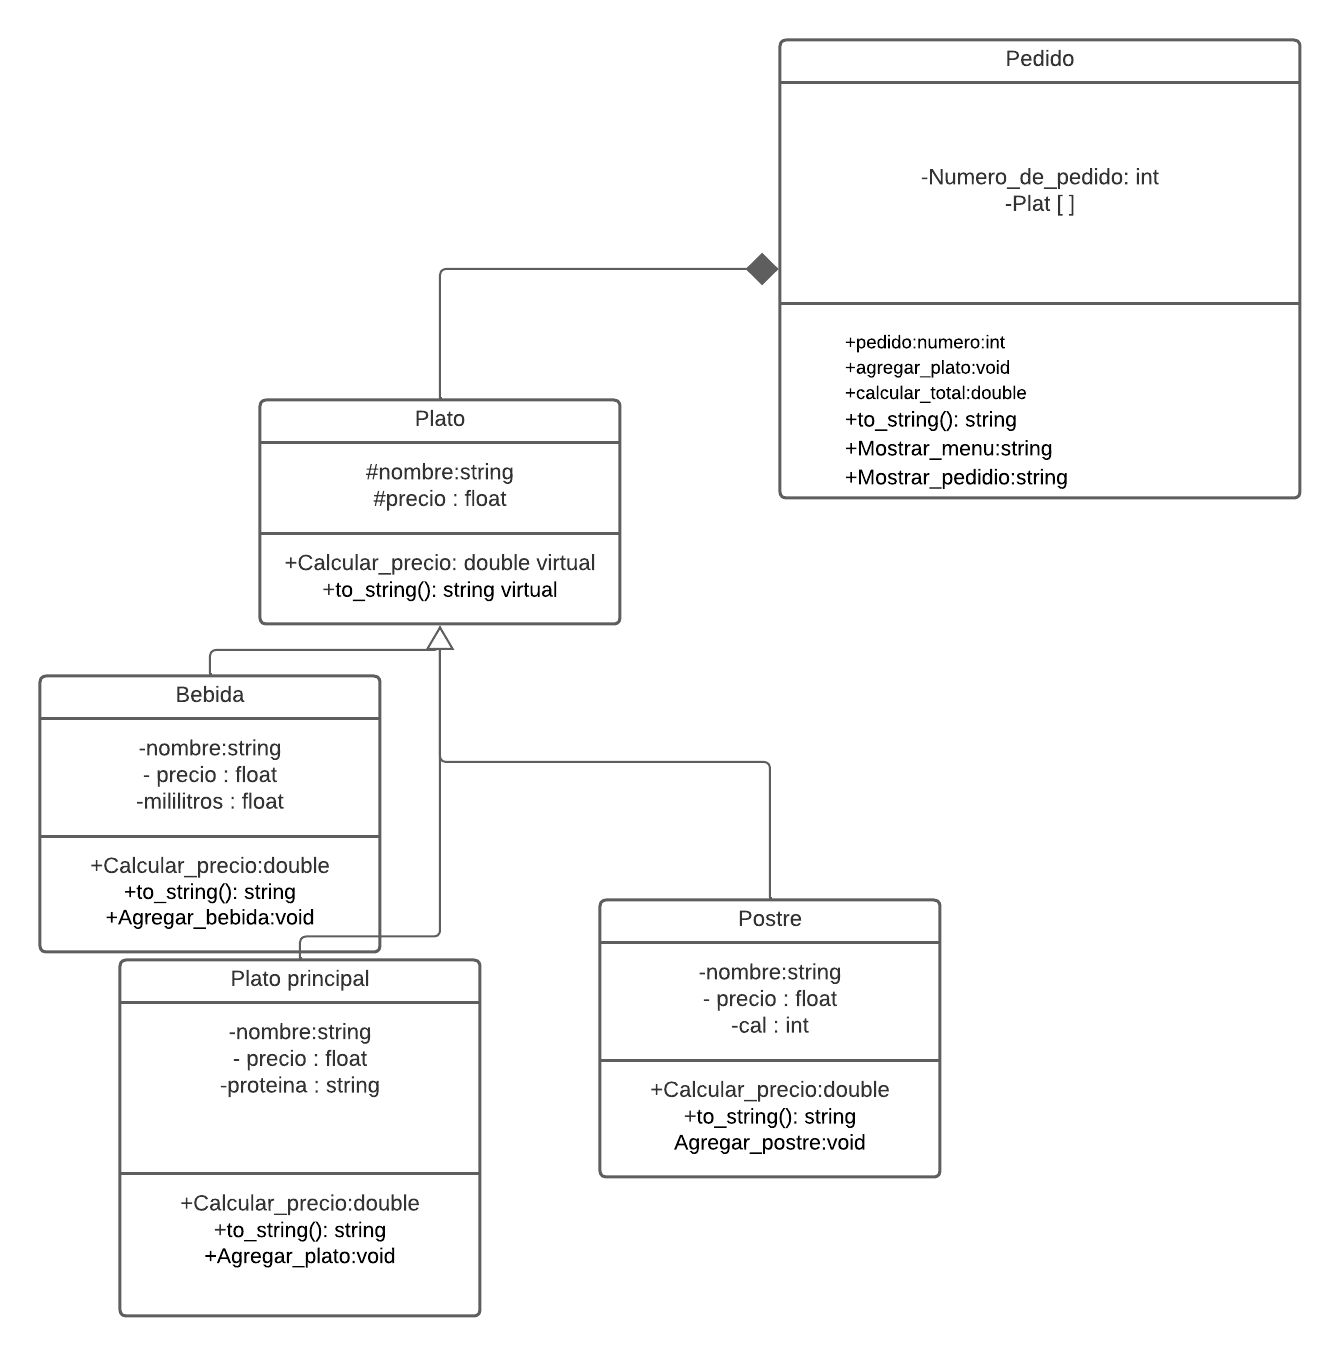 Pedido
-Numero_de_pedido: int
-Plat [ ]
+pedido:numero:int
+agregar_plato:void
+calcular_total:double
+to_string(): string
+Mostrar_menu:string
+Mostrar_pedidio:string
Plato
#nombre:string
#precio : float
+Calcular_precio: double virtual
+to_string(): string virtual
Bebida
-nombre:string
- precio : float
-mililitros : float
+Calcular_precio:double
+to_string(): string
+Agregar_bebida:void
Plato principal
-nombre:string
- precio : float
-proteina : string
+Calcular_precio:double
+to_string(): string
+Agregar_plato:void
Postre
-nombre:string
- precio : float
-cal : int
+Calcular_precio:double
+to_string(): string
Agregar_postre:void